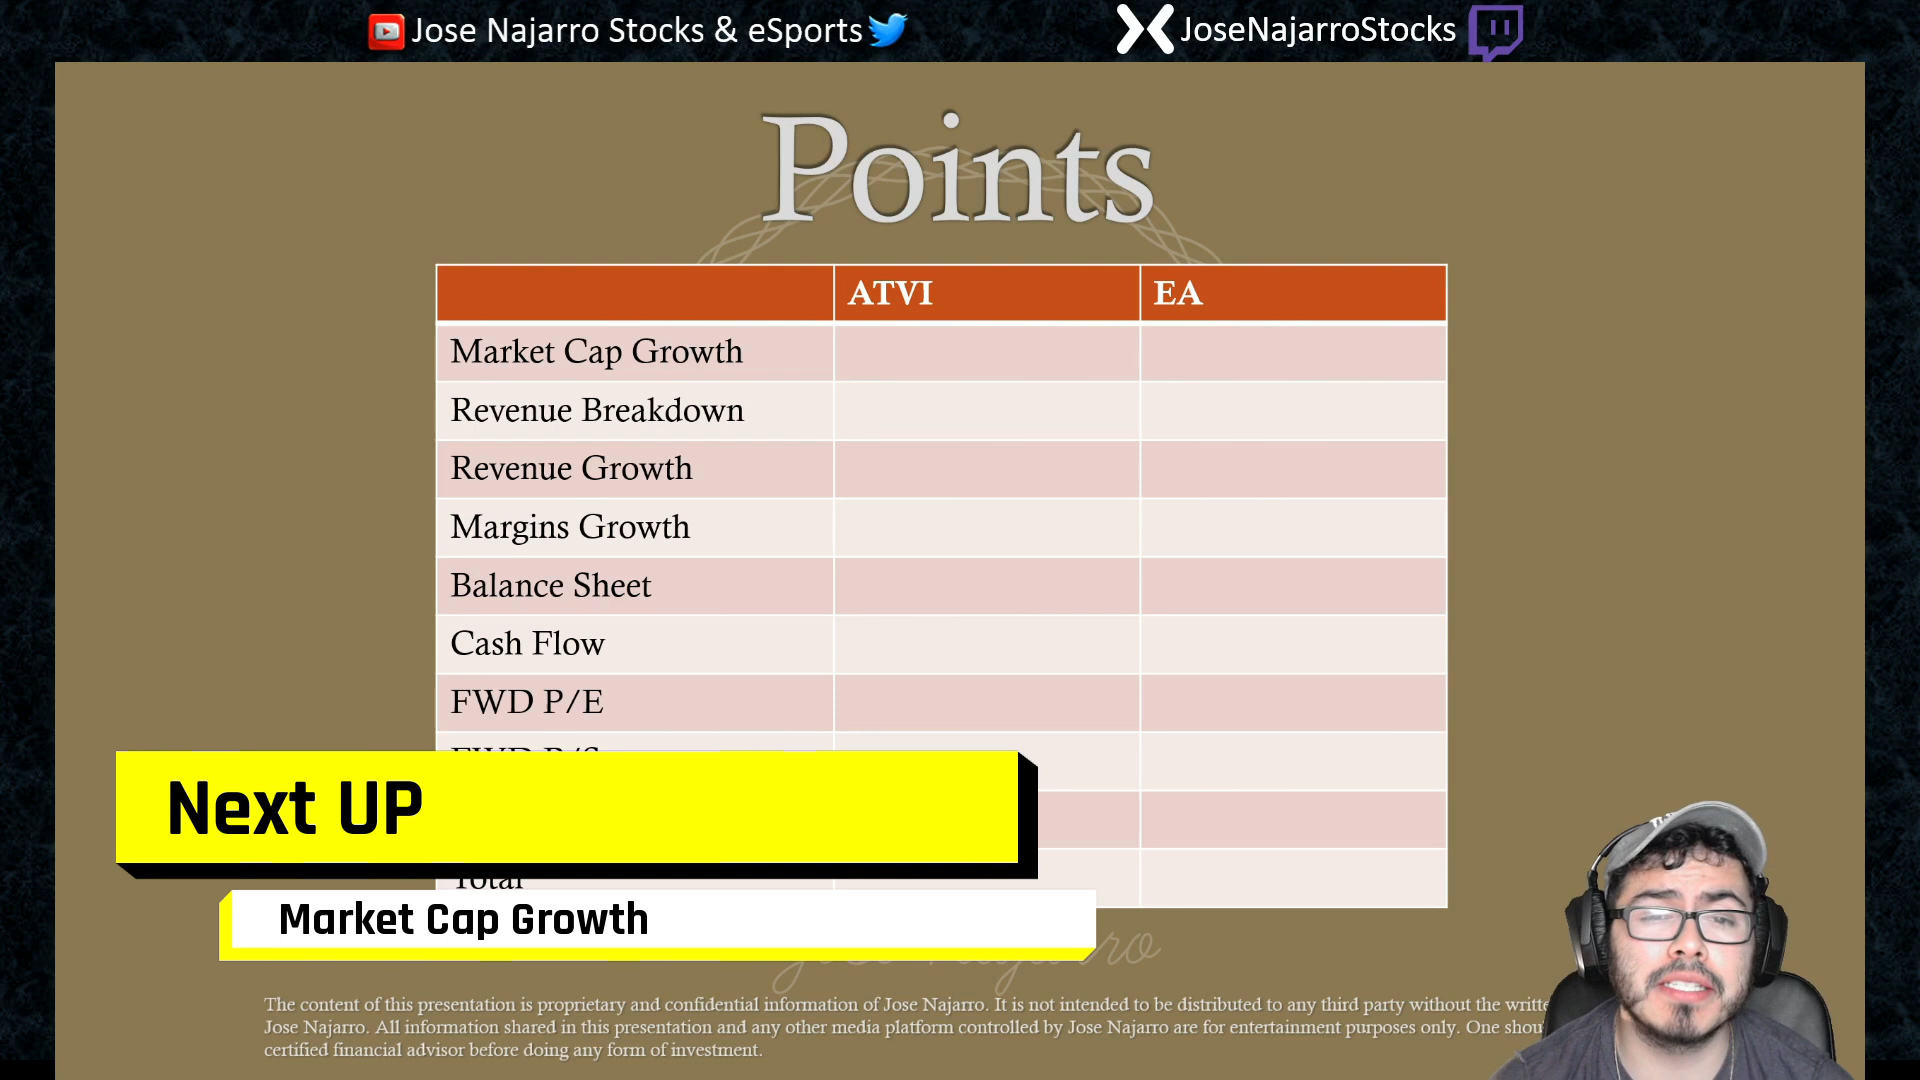 Jose Najarro Stocks & eSports
JoseNajarroStocks
Points
ATVI EA
Market Cap Growth
Revenue Breakdown
Revenue Growth
Margins Growth
Balance Sheet
Cash Flow
FWD P/E
FWD P/S
Next UP
Total
Market Cap Growth
The content of this presentation is proprietary and confidential information of Jose Najarro. It is not intended to be distributed to any third party without the
Jose Najarro. All information shared in this presentation and any other media platform controlled by Jose Najarro are for entertainment purposes only. One
certified financial advisor before doing any form of investment.